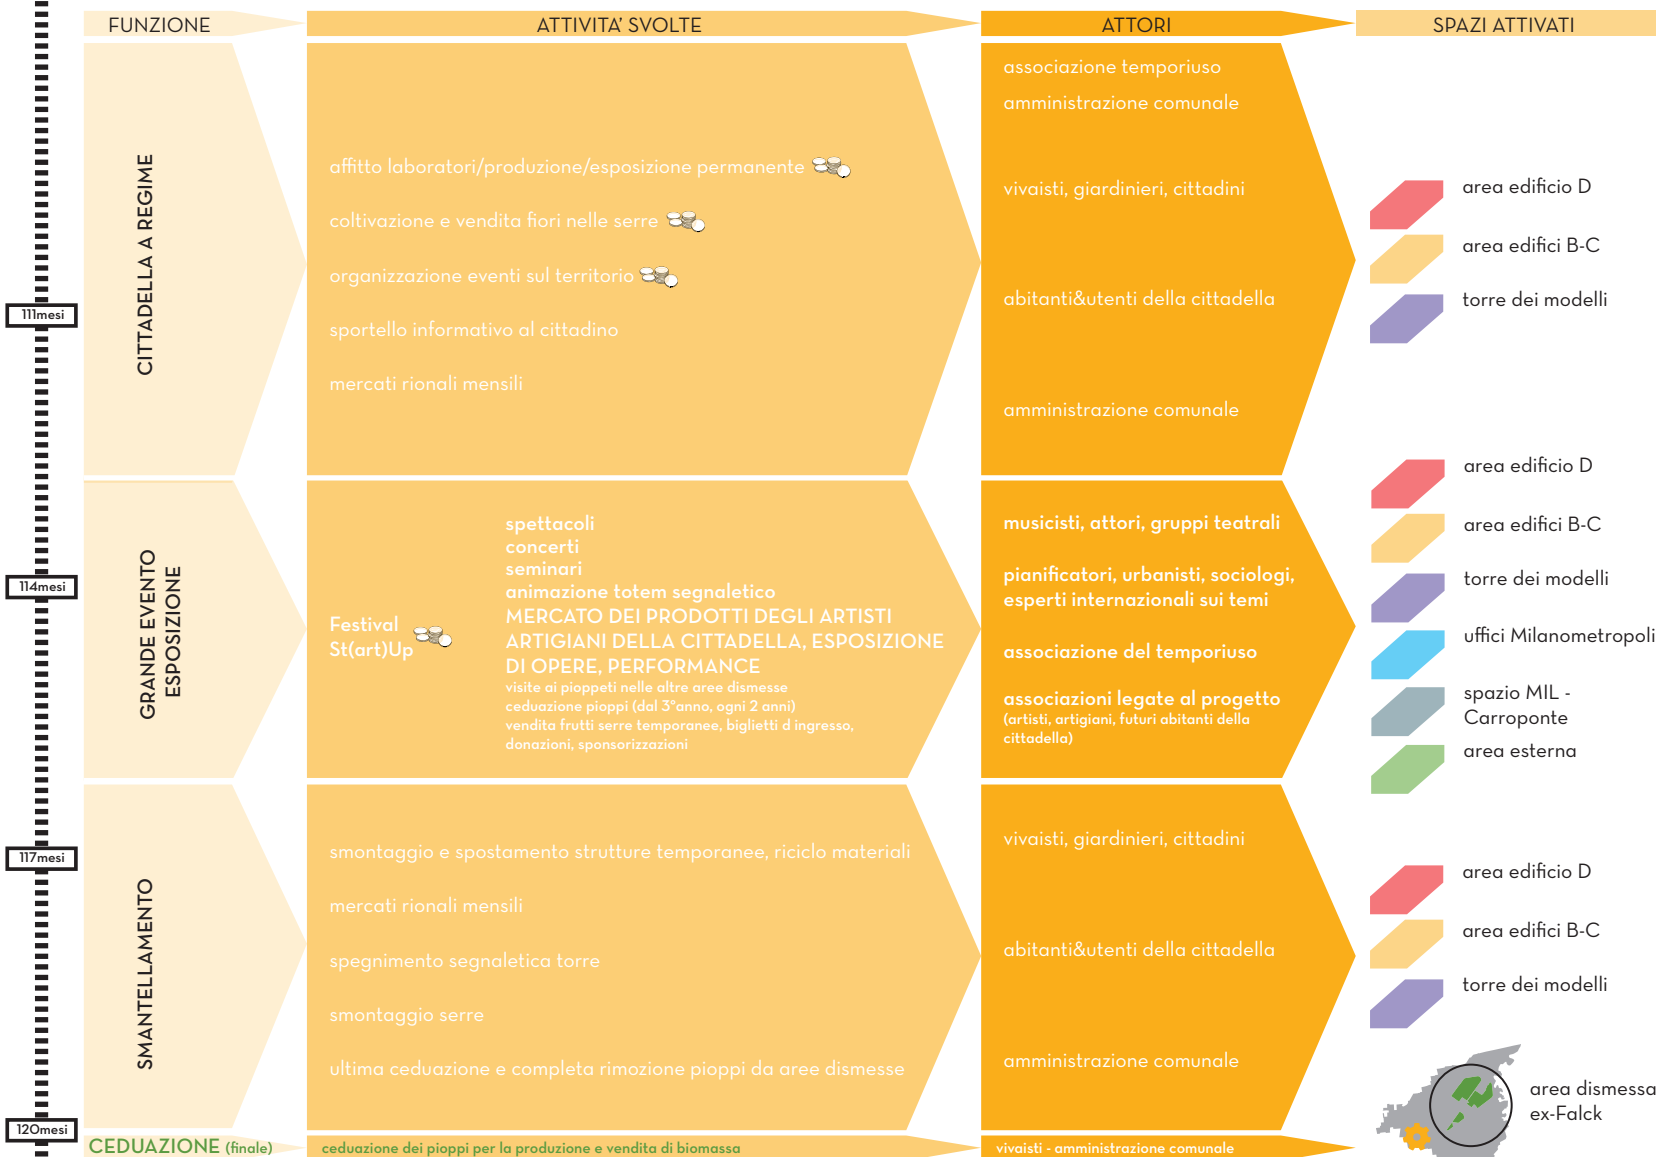 FUNZIONE
ATTIVITA' SVOLTE
ATTORI
SPAZI ATTIVATI
111mesi
CITTADELLA A REGIME
affitto laboratori/produzione/esposizione permanente
coltivazione e vendita fiori nelle serre
organizzazione eventi sul territorio
sportello informativo al cittadino
mercati rionali mensili
associazione temporiuso
amministrazione comunale
vivaisti, giardinieri, cittadini
abitanti&utenti della cittadella
amministrazione comunale
area edificio D
area edifici B-C
torre dei modelli
114mesi
GRANDE EVENTO
ESPOSIZIONE
Festival
St(art)Up
spettacoli
concerti
seminari
animazione totem segnaletico
MERCATO DEI PRODOTTI DEGLI ARTISTI
ARTIGIANI DELLA CITTADELLA, ESPOSIZIONE
DI OPERE, PERFORMANCE
visite ai pioppeti nelle altre aree dismesse
ceduazione pioppi (dal 3°anno, ogni 2 anni)
vendita frutti serre temporanee, biglietti d ingresso,
donazioni, sponsorizzazioni
musicisti, attori, gruppi teatrali
pianificatori, urbanisti, sociologi,
esperti internazionali sui temi
associazione del temporiuso
associazioni legate al progetto
(artisti, artigiani, futuri abitanti della
cittadella)
area edificio D
area edifici B-C
torre dei modelli
uffici Milanometropoli
spazio MIL -
Carroponte
area esterna
117mesi
SMANTELLAMENTO
smontaggio e spostamento strutture temporanee, riciclo materiali
mercati rionali mensili
spegnimento segnaletica torre
smontaggio serre
ultima ceduazione e completa rimozione pioppi da aree dismesse
vivaisti, giardinieri, cittadini
abitanti&utenti della cittadella
amministrazione comunale
area edificio D
area edifici B-C
torre dei modelli
area dismessa
ex-Falck
120mesi
CEDUAZIONE (finale)
ceduazione dei pioppi per la produzione e vendita di biomassa
vivaisti - amministrazione comunale